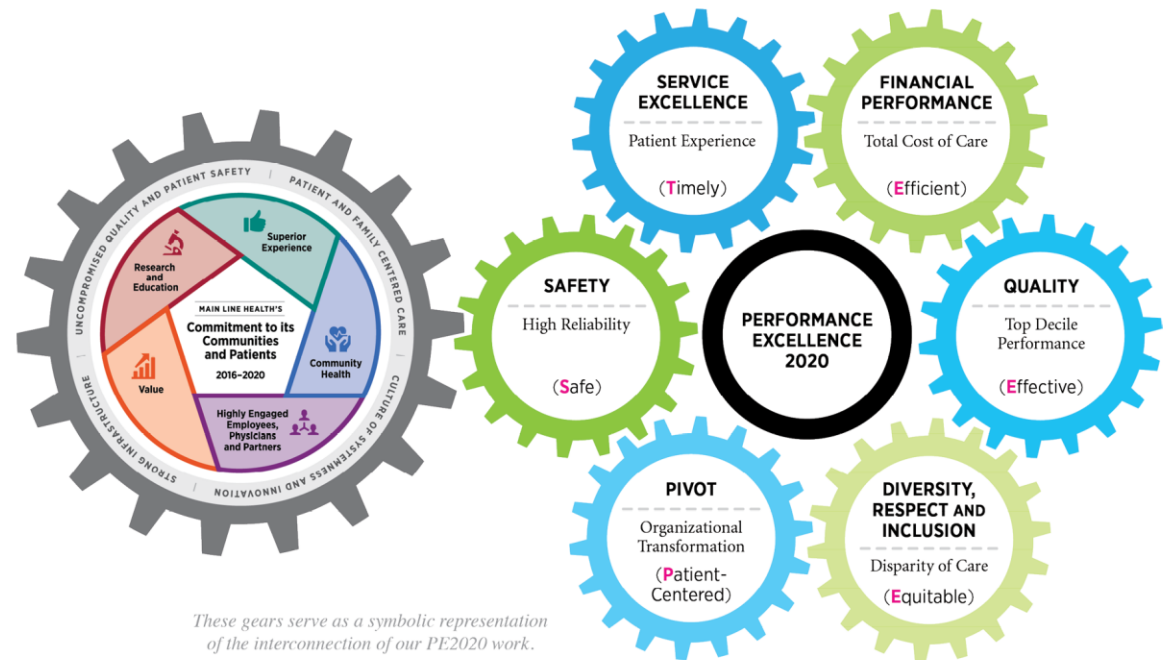 UNCOMPROMISED QUALITY AND PATIENT SAFETY
PATIENT AND FAMILY CENTERED CARE
CULTURE OF SYSTEMNESS AND INNOVATION
STRONG INFRASTRUCTURE
Superior
Experience
Research
and
Education
MAIN LINE HEALTH'S
Commitment to its
Communities
and Patients
2016–2020
Community
Health
Value
Highly Engaged
Employees,
Physicians
and Partners
SERVICE
EXCELLENCE
Patient Experience
(Timely)
FINANCIAL
PERFORMANCE
Total Cost of Care
(Efficient)
SAFETY
High Reliability
(Safe)
PERFORMANCE
EXCELLENCE
2020
QUALITY
Top Decile
Performance
(Effective)
PIVOT
Organizational
Transformation
(Patient-
Centered)
DIVERSITY,
RESPECT AND
INCLUSION
Disparity of Care
(Equitable)
These gears serve as a symbolic representation
of the interconnection of our PE2020 work.